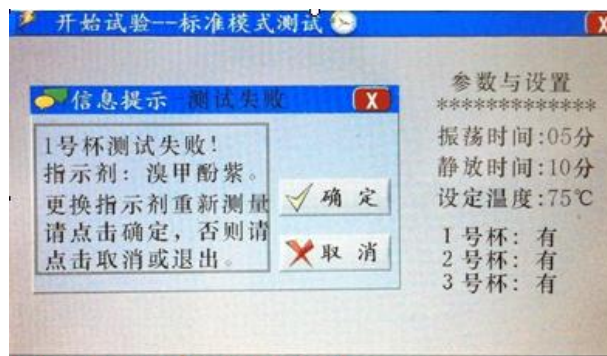 开始试验--标准模式测试
信息提示 测试失败
1号杯测试失败!
指示剂: 溴甲酚紫。
更换指示剂重新测量
请点击确定, 否则请
点击取消或退出。
确 定
取 消
参数与设置
*************
振荡时间:05分
静放时间:10分
设定温度:75℃
1号杯: 有
2号杯: 有
3号杯: 有